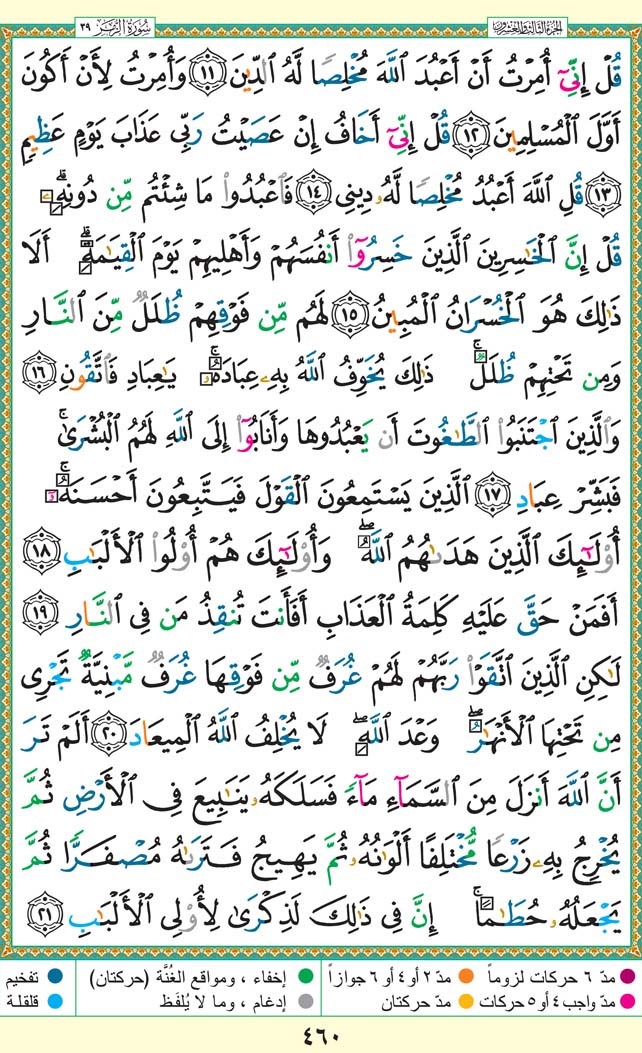 الجزء الثالث والعشرون
سُورَةُ الزُّمَر ٣٩
قُلْ إِنِّيٓ أُمِرْتُ أَنْ أَعْبُدَ ٱللَّهَ مُخْلِصًا لَّهُ ٱلدِّينَ ١١ وَأُمِرْتُ لِأَنْ أَكُونَ
أَوَّلَ ٱلْمُسْلِمِينَ ١٢ قُلْ إِنِّيٓ أَخَافُ إِنْ عَصَيْتُ رَبِّي عَذَابَ يَوْمٍ عَظِيمٍ
١٣ قُلِ ٱللَّهَ أَعْبُدُ مُخْلِصًا لَّهُۥ دِينِي ١٤ فَٱعْبُدُوا۟ مَا شِئْتُم مِّن دُونِهِۦۗ
قُلْ إِنَّ ٱلْخَـٰسِرِينَ ٱلَّذِينَ خَسِرُوٓا۟ أَنفُسَهُمْ وَأَهْلِيهِمْ يَوْمَ ٱلْقِيَـٰمَةِۗ أَلَا
ذَٰلِكَ هُوَ ٱلْخُسْرَانُ ٱلْمُبِينُ ١٥ لَهُم مِّن فَوْقِهِمْ ظُلَلٌ مِّنَ ٱلنَّارِ
وَمِن تَحْتِهِمْ ظُلَلٌۚ ذَٰلِكَ يُخَوِّفُ ٱللَّهُ بِهِۦ عِبَادَهُۥۚ يَـٰعِبَادِ فَٱتَّقُونِ ١٦
وَٱلَّذِينَ ٱجْتَنَبُوا۟ ٱلطَّـٰغُوتَ أَن يَعْبُدُوهَا وَأَنَابُوٓا۟ إِلَى ٱللَّهِ لَهُمُ ٱلْبُشْرَىٰۚ
فَبَشِّرْ عِبَادِ ١٧ ٱلَّذِينَ يَسْتَمِعُونَ ٱلْقَوْلَ فَيَتَّبِعُونَ أَحْسَنَهُۥٓۚ
أُو۟لَـٰٓئِكَ ٱلَّذِينَ هَدَىٰهُمُ ٱللَّهُۖ وَأُو۟لَـٰٓئِكَ هُمْ أُو۟لُوا۟ ٱلْأَلْبَـٰبِ ١٨
أَفَمَنْ حَقَّ عَلَيْهِ كَلِمَةُ ٱلْعَذَابِ أَفَأَنتَ تُنقِذُ مَن فِي ٱلنَّارِ ١٩
لَـٰكِنِ ٱلَّذِينَ ٱتَّقَوْا۟ رَبَّهُمْ لَهُمْ غُرَفٌ مِّن فَوْقِهَا غُرَفٌ مَّبْنِيَّةٌ تَجْرِي
مِن تَحْتِهَا ٱلْأَنْهَـٰرُۖ وَعْدَ ٱللَّهِۖ لَا يُخْلِفُ ٱللَّهُ ٱلْمِيعَادَ ٢٠ أَلَمْ تَرَ
أَنَّ ٱللَّهَ أَنزَلَ مِنَ ٱلسَّمَآءِ مَآءً فَسَلَكَهُۥ يَنَـٰبِيعَ فِي ٱلْأَرْضِ ثُمَّ
يُخْرِجُ بِهِۦ زَرْعًا مُّخْتَلِفًا أَلْوَٰنُهُۥ ثُمَّ يَهِيجُ فَتَرَىٰهُ مُصْفَرًّا ثُمَّ
يَجْعَلُهُۥ حُطَـٰمًاۚ إِنَّ فِي ذَٰلِكَ لَذِكْرَىٰ لِأُو۟لِي ٱلْأَلْبَـٰبِ ٢١
مدّ ٦ حركات لزوماً مدّ ٢ أو ٤ أو ٦ جوازاً إخفاء ، ومواقع الغُنَّة (حركتان) تفخيم
مدّ واجب ٤ أو ٥ حركات مدّ حركتان إدغام ، وما لا يُلفَظ قلقلة
٤٦٠